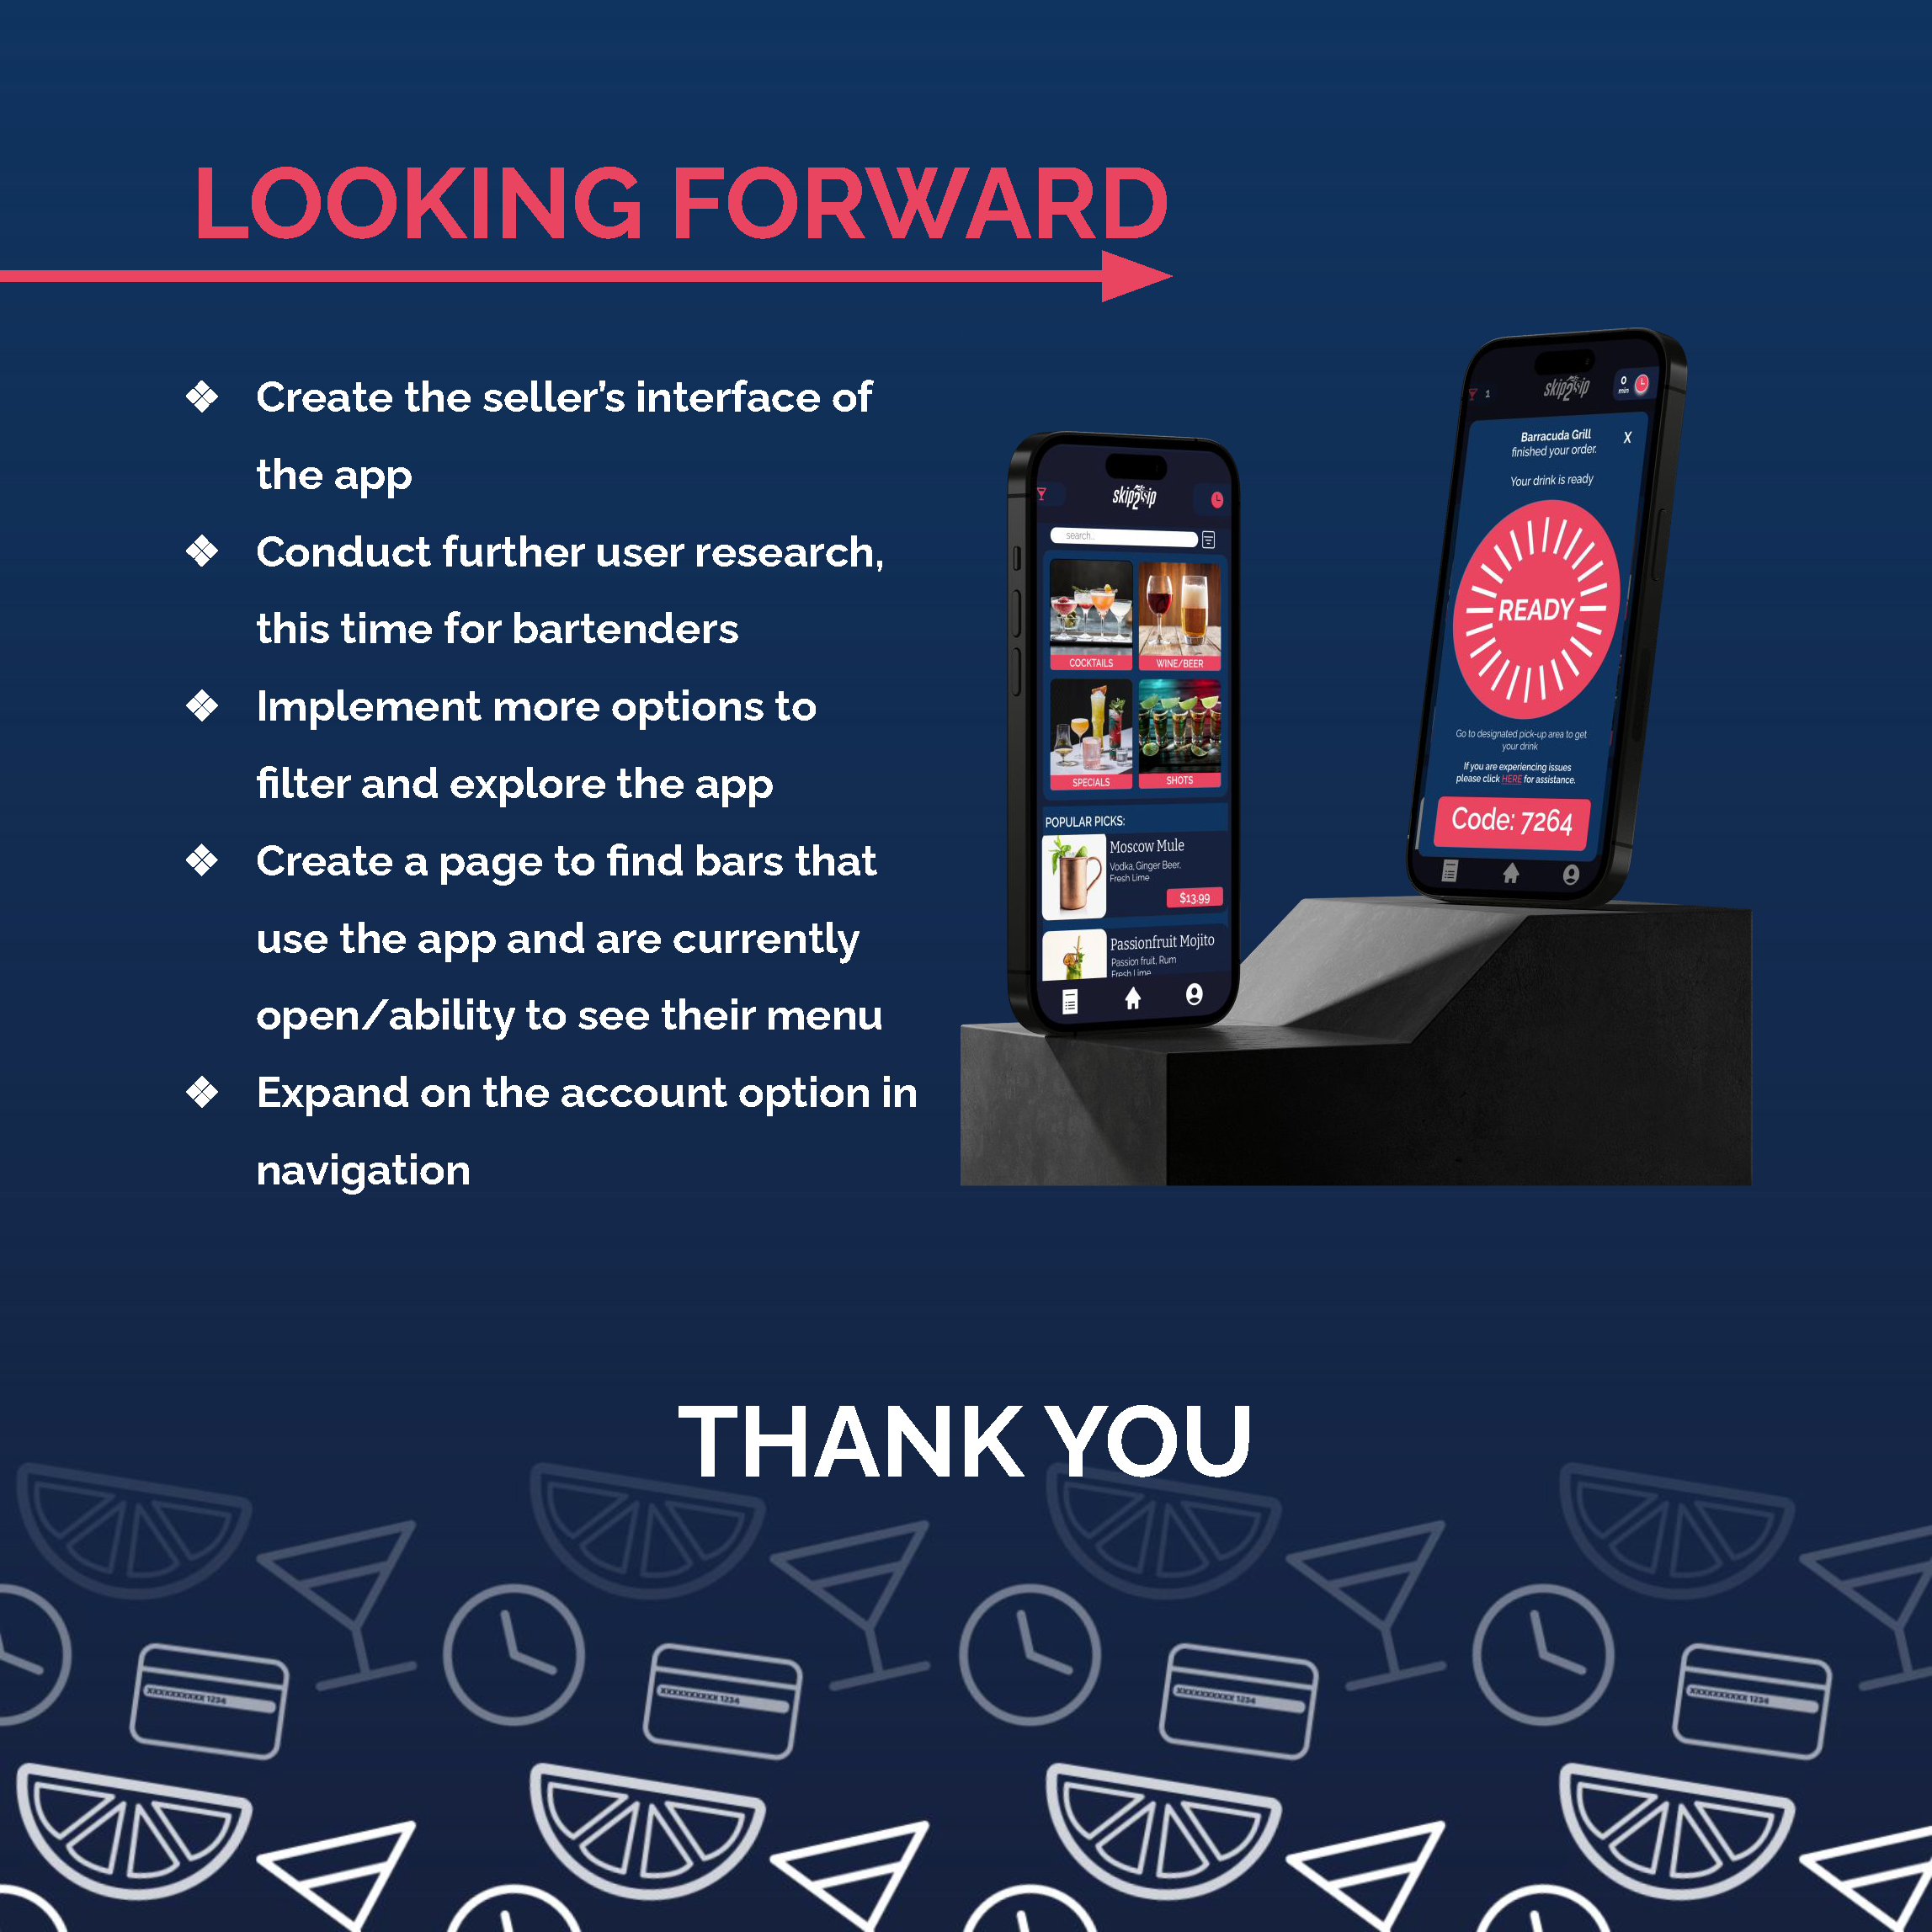 LOOKING FORWARD
❖ Create the seller's interface of
the app
❖ Conduct further user research,
this time for bartenders
❖ Implement more options to
filter and explore the app
❖ Create a page to find bars that
use the app and are currently
open/ability to see their menu
❖ Expand on the account option in
navigation
skip2sip
search...
COCKTAILS
WINE/BEER
SPECIALS
SHOTS
POPULAR PICKS:
Moscow Mule
Vodka, Ginger Beer,
Fresh Lime
$13.99
Passionfruit Mojito
Passion fruit, Rum
Fresh Lime
1
skip2sip
0
min
Barracuda Grill
finished your order.
X
Your drink is ready
READY
Go to designated pick-up area to get
your drink
If you are experiencing issues
please click HERE for assistance.
Code: 7264
THANK YOU
XXXXXXXXXX 1234
XXXXXXXXXX 1234
XXXXXXXXXX 1234
XXXXXXXXXX 1234